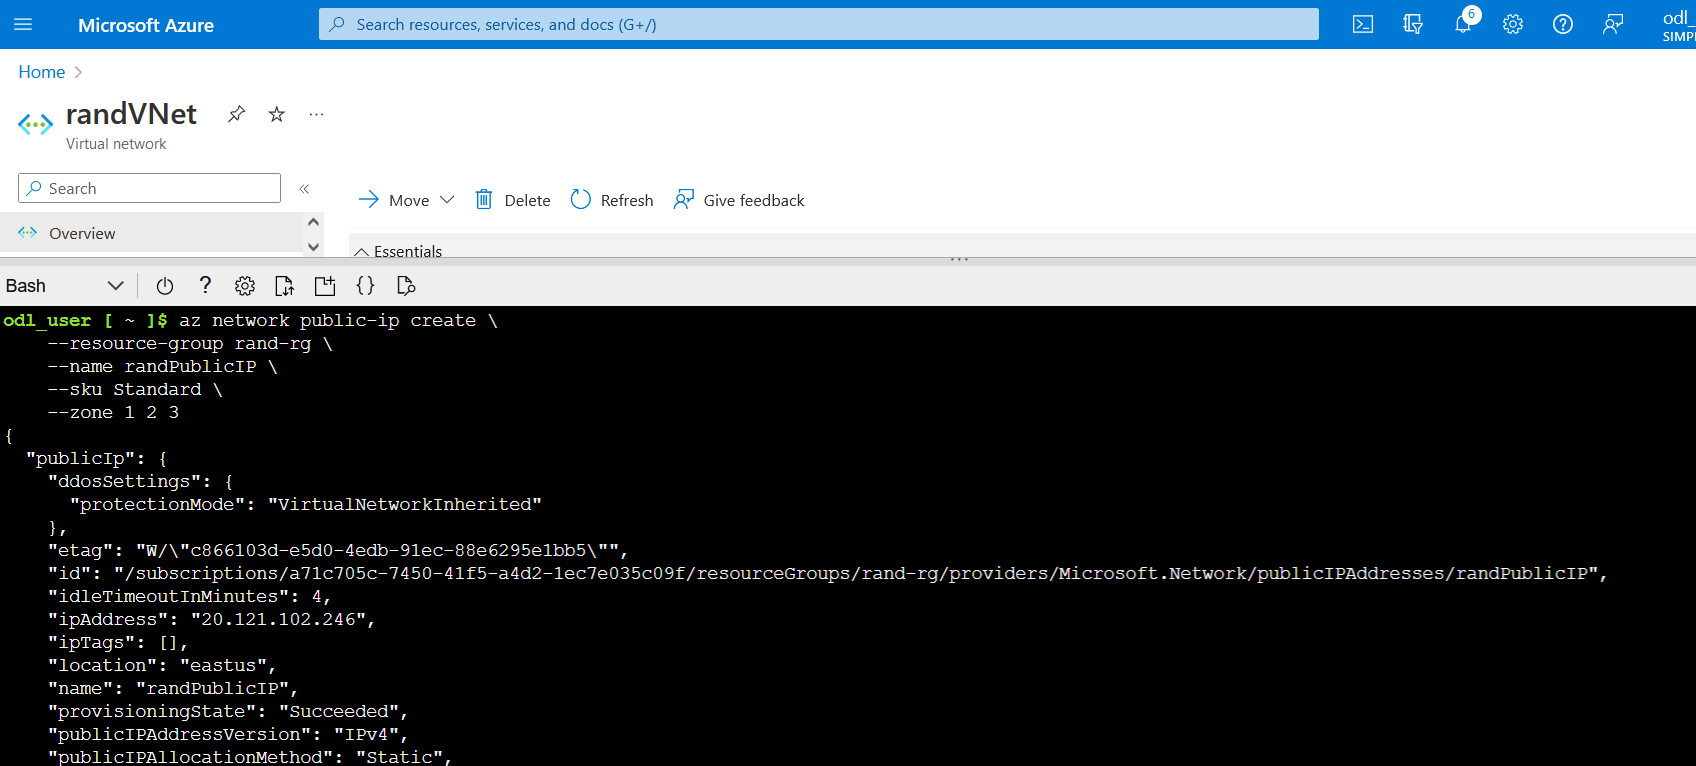 Microsoft Azure
Search resources, services, and docs (G+/)
6
odl_
SIMPL
Home
randVNet
Virtual network
Search
Move
Delete
Refresh
Give feedback
Overview
Essentials
Bash
odl_user [ ~ ]$ az network public-ip create \
--resource-group rand-rg \
--name randPublicIP \
--sku Standard \
--zone 1 2 3
{
"publicIp": {
"ddosSettings": {
"protectionMode": "VirtualNetworkInherited"
},
"etag": "W/\"c866103d-e5d0-4edb-91ec-88e6295e1bb5\"",
"id": "/subscriptions/a71c705c-7450-41f5-a4d2-1ec7e035c09f/resourceGroups/rand-rg/providers/Microsoft.Network/publicIPAddresses/randPublicIP",
"idleTimeoutInMinutes": 4,
"ipAddress": "20.121.102.246",
"ipTags": [],
"location": "eastus",
"name": "randPublicIP",
"provisioningState": "Succeeded",
"publicIPAddressVersion": "IPv4",
"publicIPAllocationMethod": "Static",